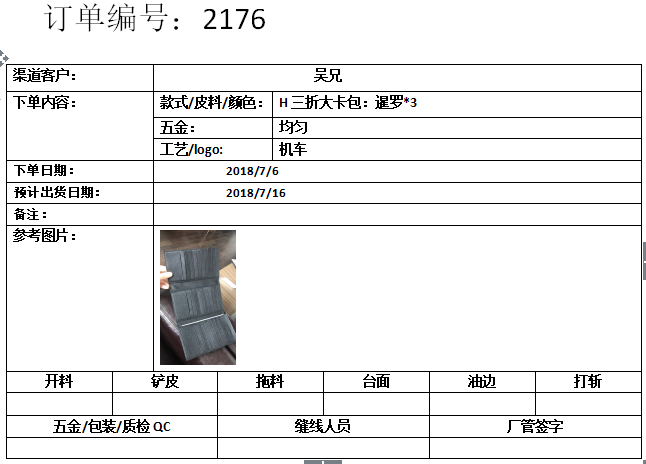 订单编号：2176
渠道客户： 吴兄
下单内容： 款式/皮料/颜色： H 三折大卡包：暹罗*3
五金： 均匀
工艺/logo: 机车
下单日期： 2018/7/6
预计出货日期： 2018/7/16
备注：
参考图片：
开料 铲皮 拖料 台面 油边 打斩
五金/包装/质检 QC 缝线人员 厂管签字